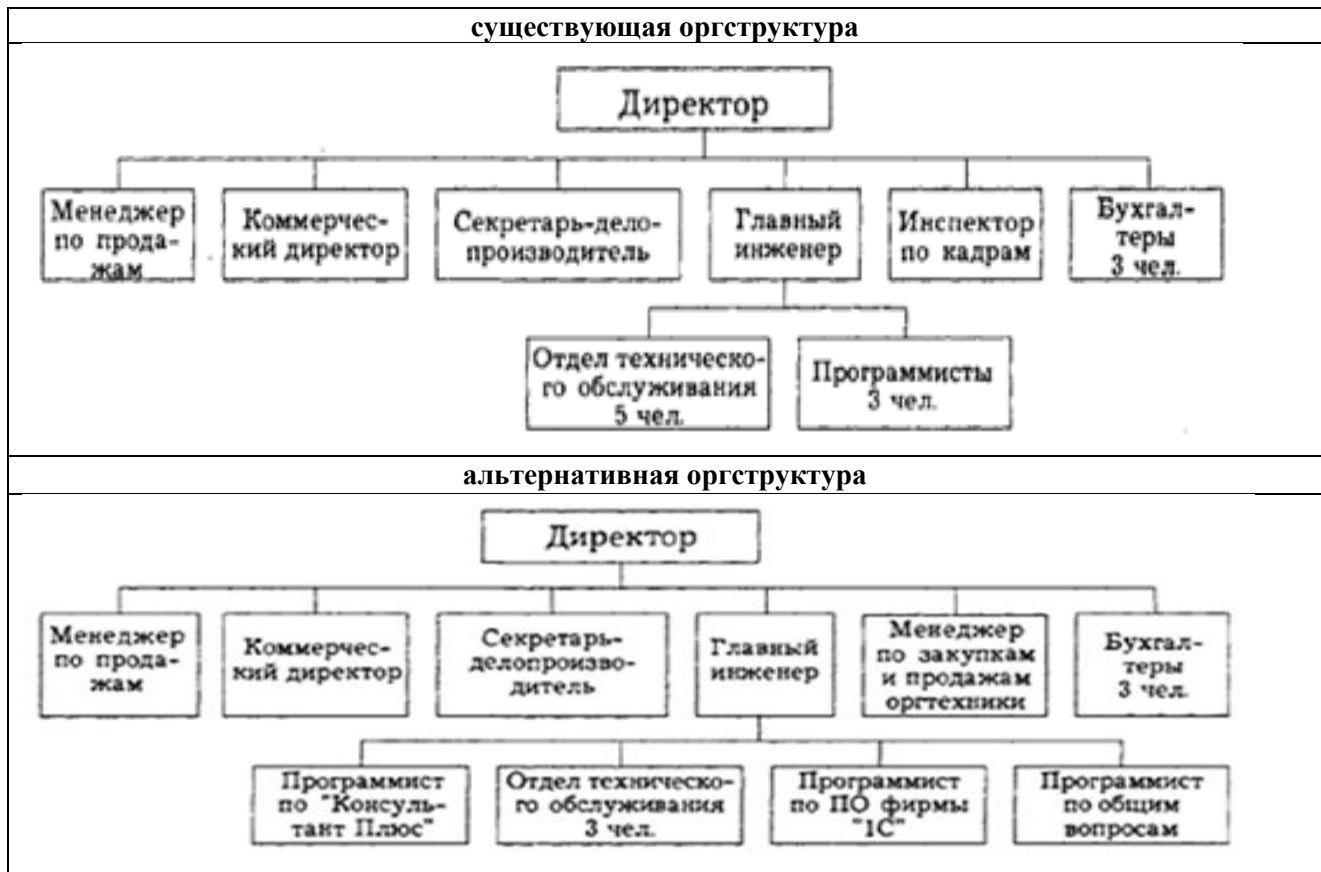 существующая оргструктура
Директор
Менеджер
по прода-
жам
Коммерчес-
кий директор
Секретарь-дело-
производитель
Главный
инженер
Инспектор
по кадрам
Бухгал-
теры
3 чел.
Отдел техническо-
го обслуживания
5 чел.
Программисты
3 чел.
альтернативная оргструктура
Директор
Менеджер
по прода-
жам
Коммерчес-
кий директор
Секретарь-
делопроизво-
дитель
Главный
инженер
Менеджер
по закупкам
и продажам
оргтехники
Бухгал-
теры
3 чел.
Программист
по "Консуль-
тант Плюс"
Отдел техническо-
го обслуживания
3 чел.
Программист
по ПО фирмы
"1С"
Программист
по общим
вопросам